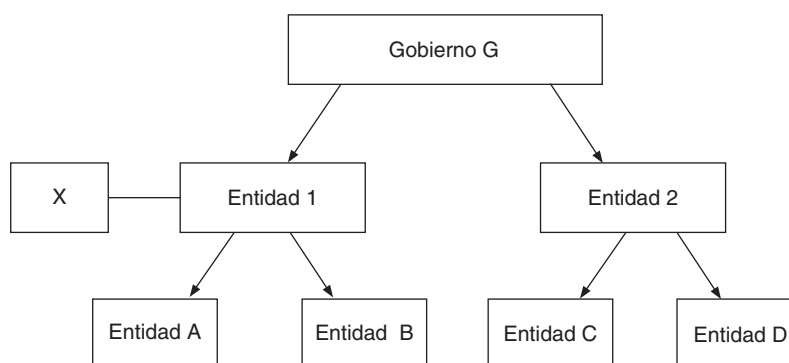 Gobierno G
X
Entidad 1
Entidad 2
Entidad A
Entidad B
Entidad C
Entidad D